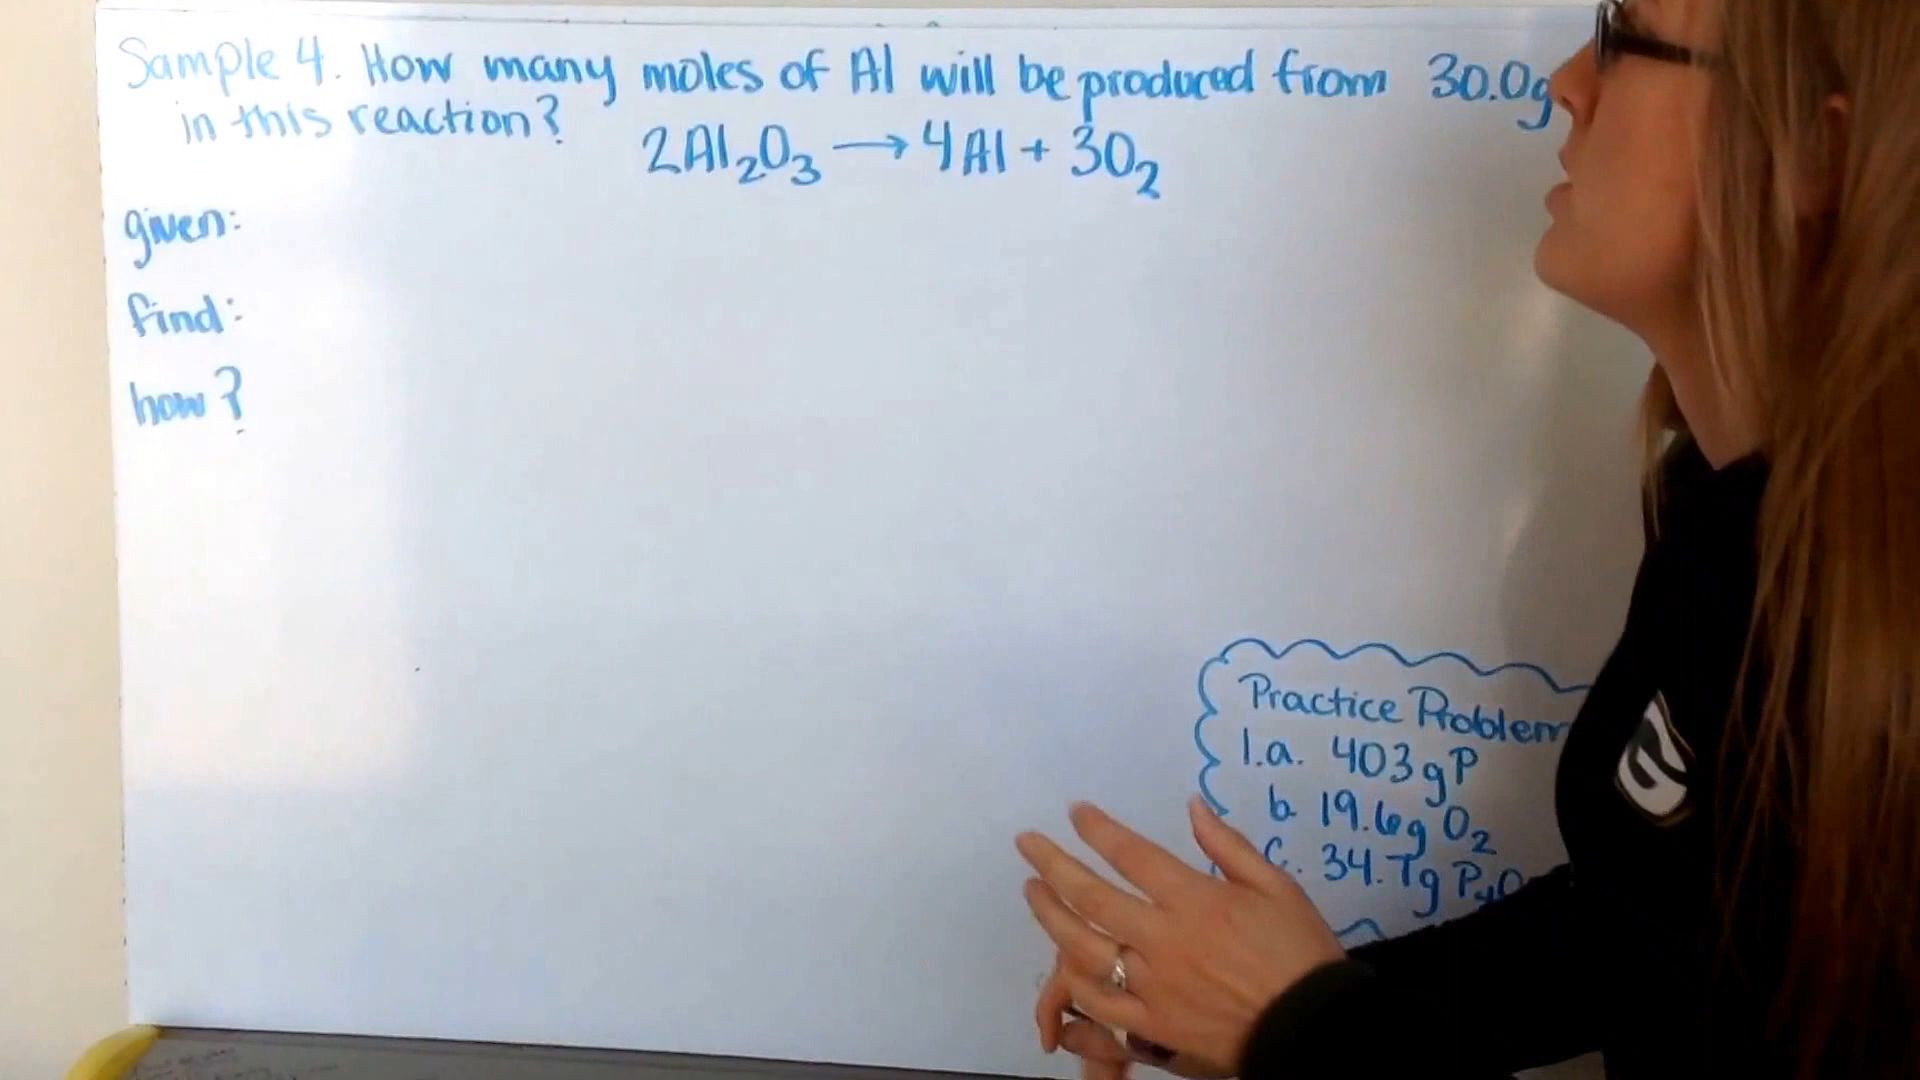 Sample 4. How many moles of Al will be produced from 30.0g
in this reaction?
2Al₂O₃ → 4Al + 3O₂
given:
find:
how?
Practice Problem
1.a. 403 g P
b. 19.6g O₂
c. 34.7g P₄O
G